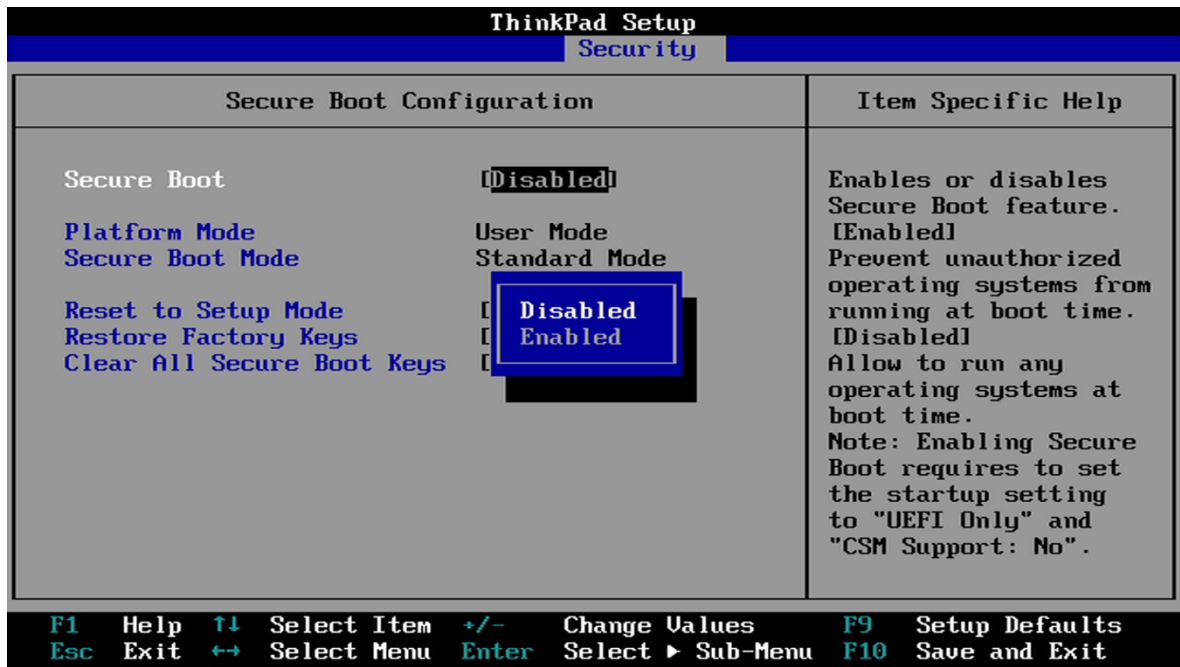 ThinkPad Setup
Security
Secure Boot Configuration
Item Specific Help
Secure Boot [Disabled]
Platform Mode User Mode
Secure Boot Mode Standard Mode
Reset to Setup Mode [
Restore Factory Keys [
Clear All Secure Boot Keys [
Disabled
Enabled
Enables or disables
Secure Boot feature.
[Enabled]
Prevent unauthorized
operating systems from
running at boot time.
[Disabled]
Allow to run any
operating systems at
boot time.
Note: Enabling Secure
Boot requires to set
the startup setting
to "UEFI Only" and
"CSM Support: No".
F1 Help ↑↓ Select Item +/- Change Values F9 Setup Defaults
Esc Exit ↔ Select Menu Enter Select ▶ Sub-Menu F10 Save and Exit